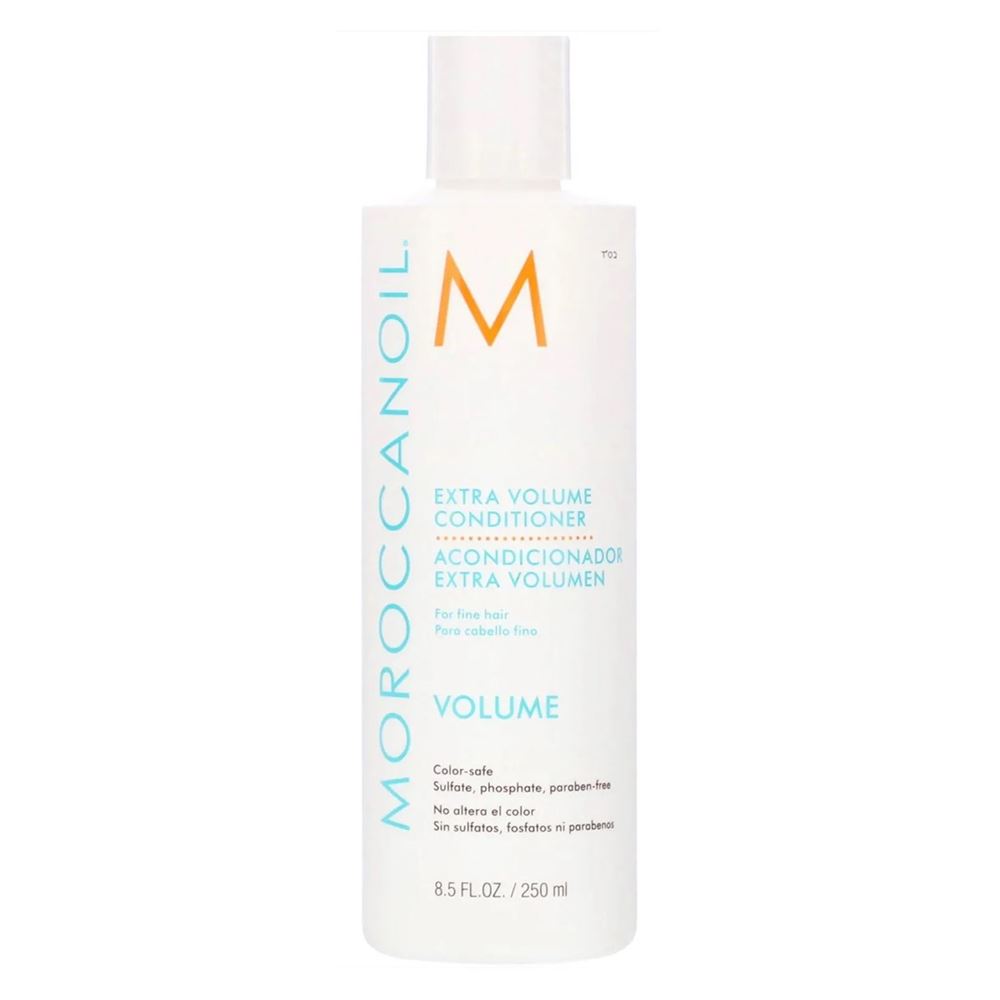 MOROCCANOIL®
M
כס"ד
EXTRA VOLUME
CONDITIONER
ACONDICIONADOR
EXTRA VOLUMEN
For fine hair
Para cabello fino
VOLUME
Color-safe
Sulfate, phosphate, paraben-free
No altera el color
Sin sulfatos, fosfatos ni parabenos
8.5 FL.OZ. / 250 ml